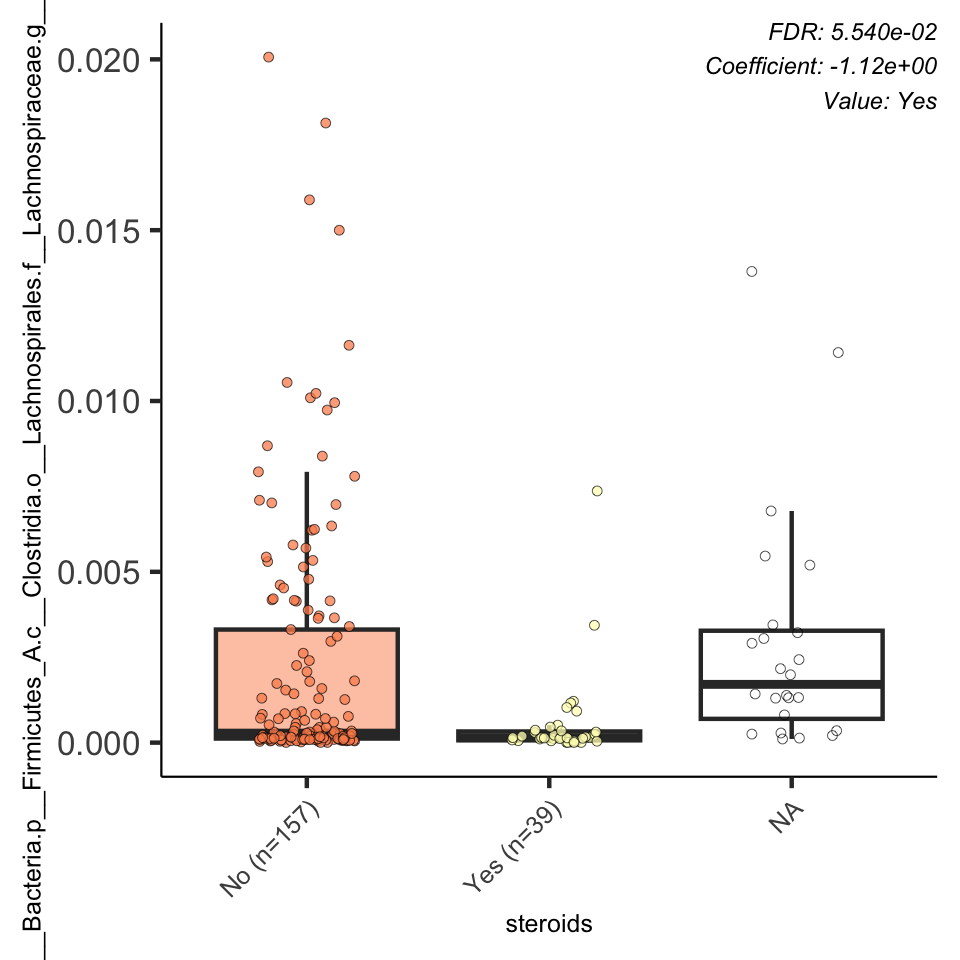 FDR: 5.540e-02
Coefficient: -1.12e+00
Value: Yes
__Bacteria.p__Firmicutes_A.c__Clostridia.o__Lachnospirales.f__Lachnospiraceae.g__
0.020
0.015
0.010
0.005
0.000
No (n=157)
Yes (n=39)
NA
steroids